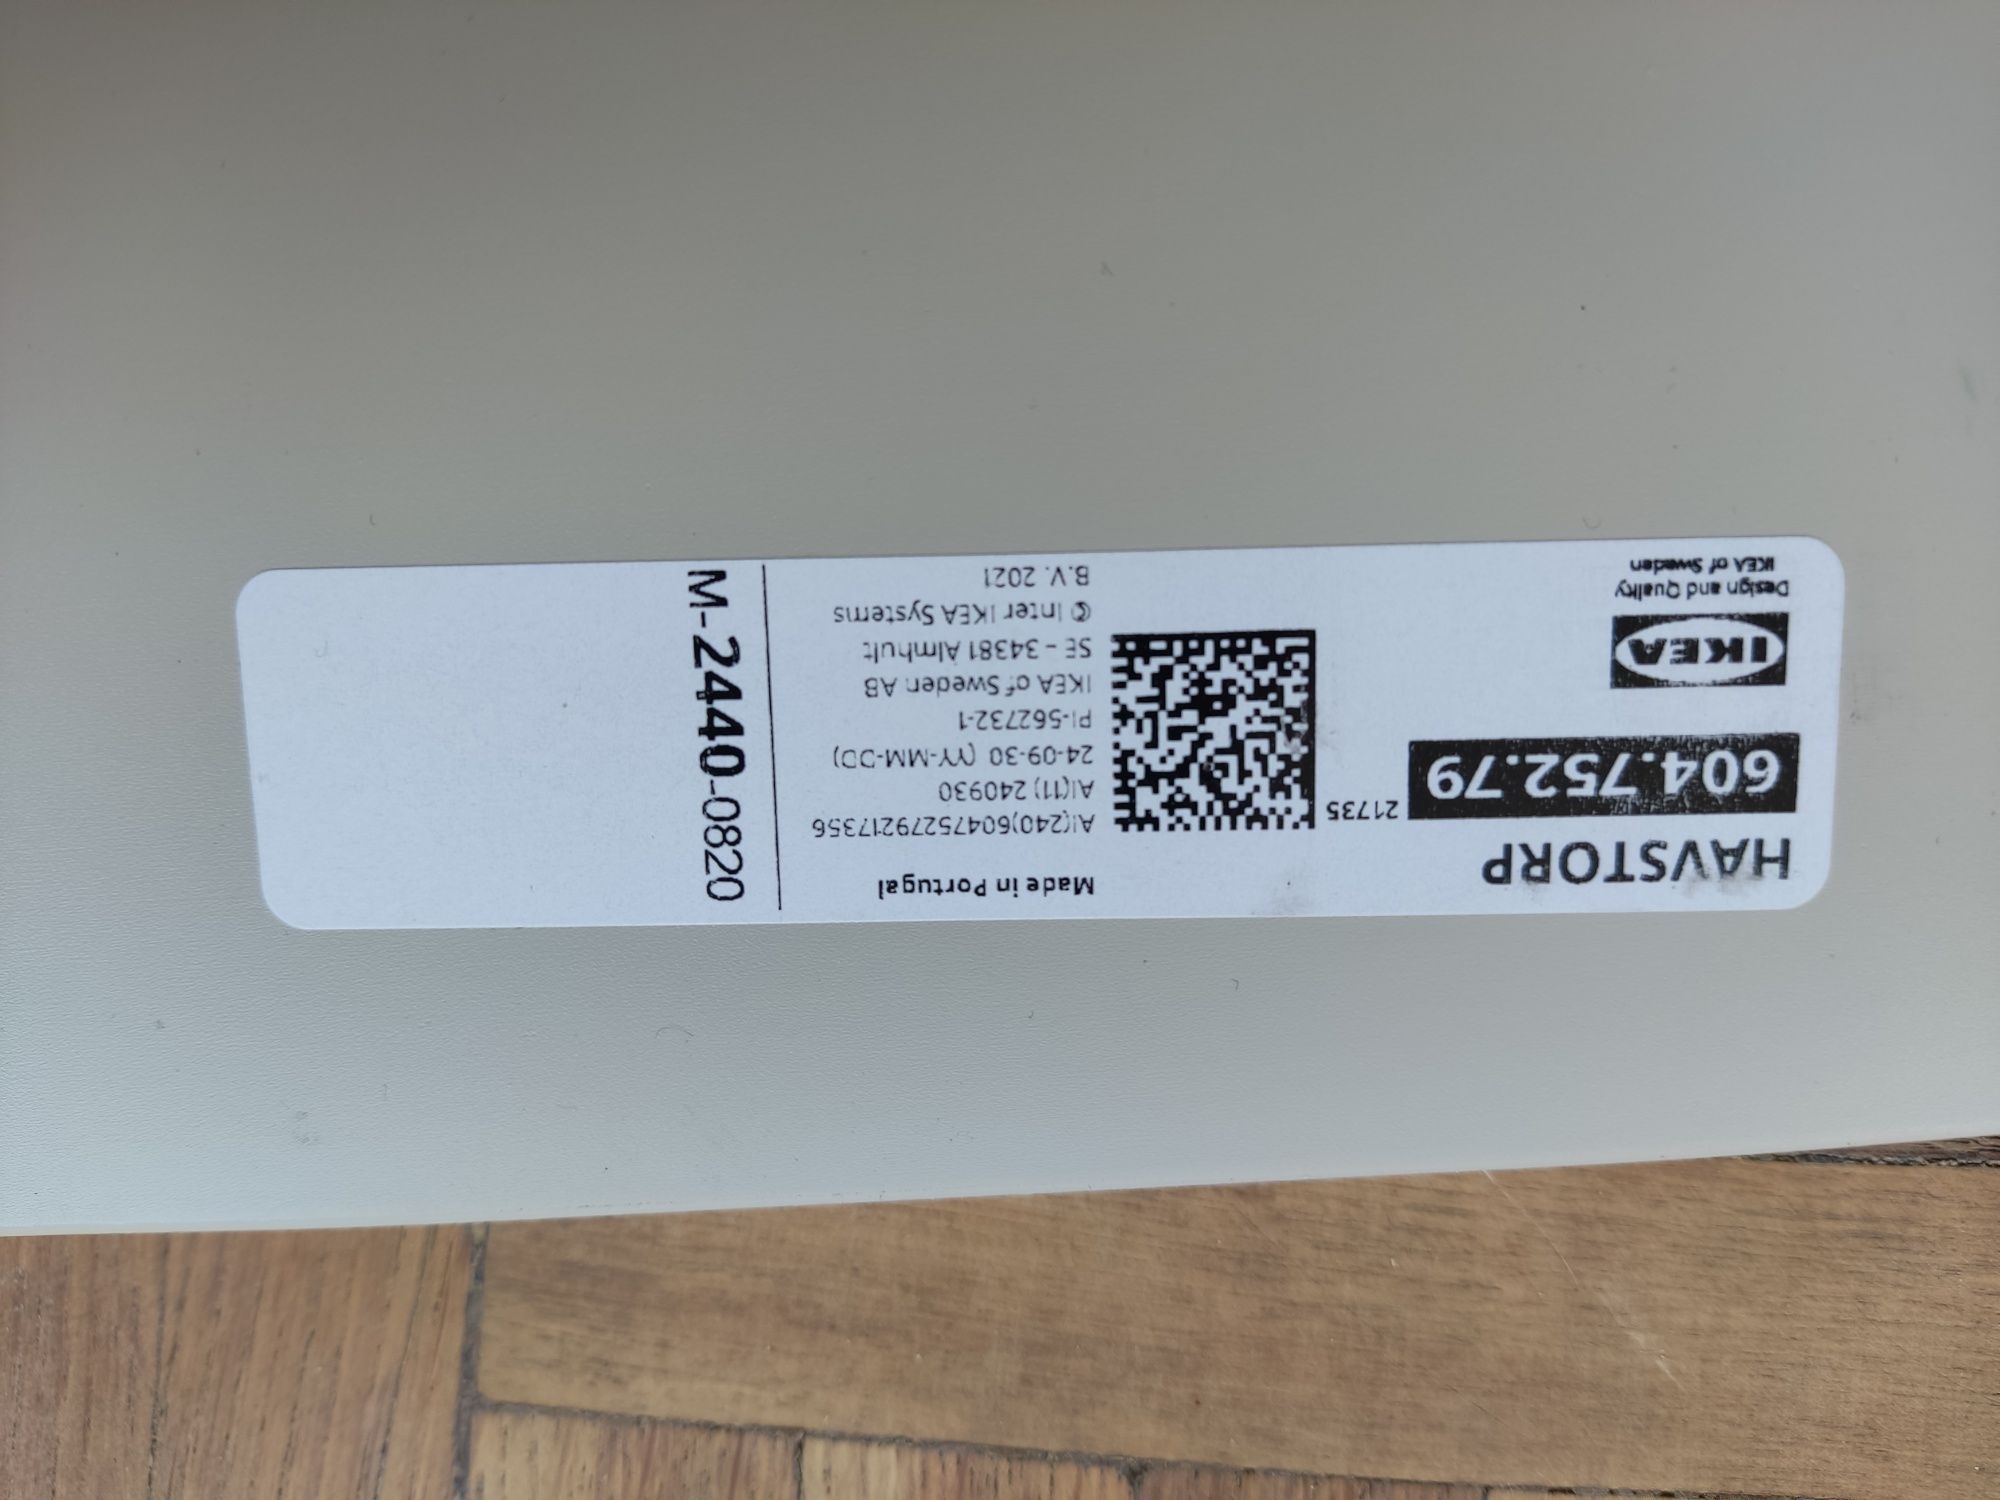 HAVSTORP
604.752.79
21735
IKEA
Design and Quality
IKEA of Sweden
Made in Portugal
AI(240)60475279217356
AI(11) 240930
24-09-30 (YY-MM-DD)
PI-562732-1
IKEA of Sweden AB
SE - 34381 Älmhult
© Inter IKEA Systems
B.V. 2021
M-2440-0820